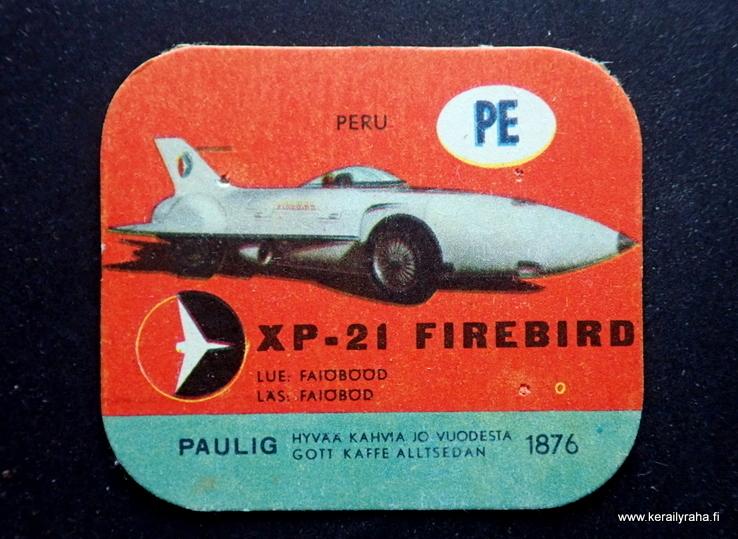 PERU
PE
FIREBIRD
XP-21 FIREBIRD
LUE: FAIÖBÖÖD
LÄS: FAIÖBÖD
PAULIG HYVÄÄ KAHVIA JO VUODESTA 1876
GOTT KAFFE ALLTSEDAN
www.kerailyraha.fi